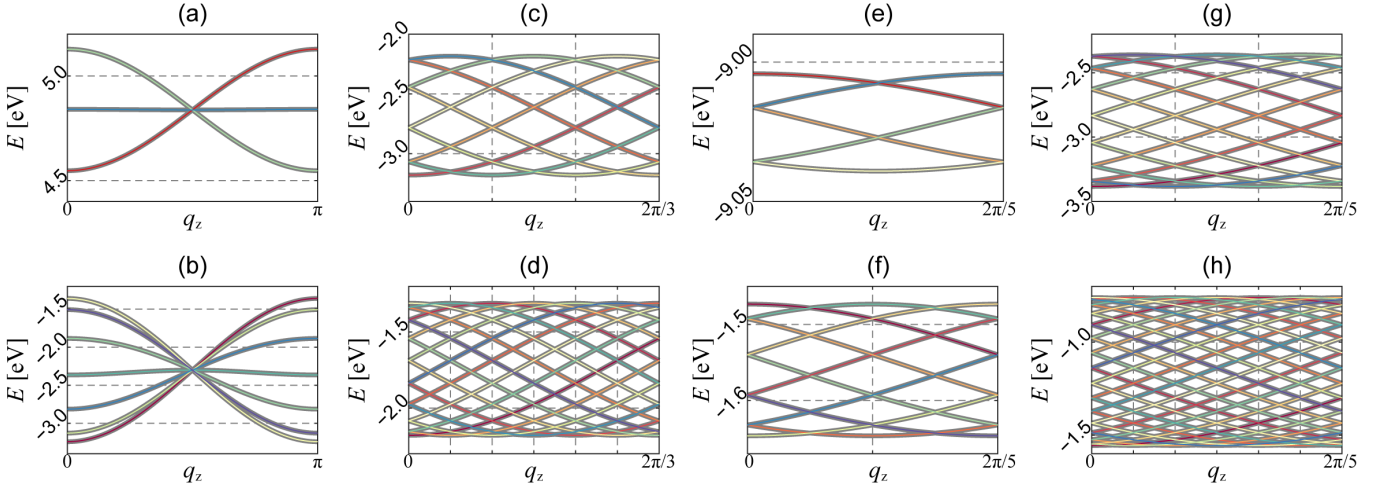 (a) (c) (e) (g)
E [eV] 5.0 4.5
0 q_z π
E [eV] −2.0 −2.5 −3.0
0 q_z 2π/3
E [eV] −9.00 −9.05
0 q_z 2π/5
E [eV] −2.5 −3.0 −3.5
0 q_z 2π/5
(b) (d) (f) (h)
E [eV] −1.5 −2.0 −2.5 −3.0
0 q_z π
E [eV] −1.5 −2.0
0 q_z 2π/3
E [eV] −1.5 −1.6
0 q_z 2π/5
E [eV] −1.0 −1.5
0 q_z 2π/5